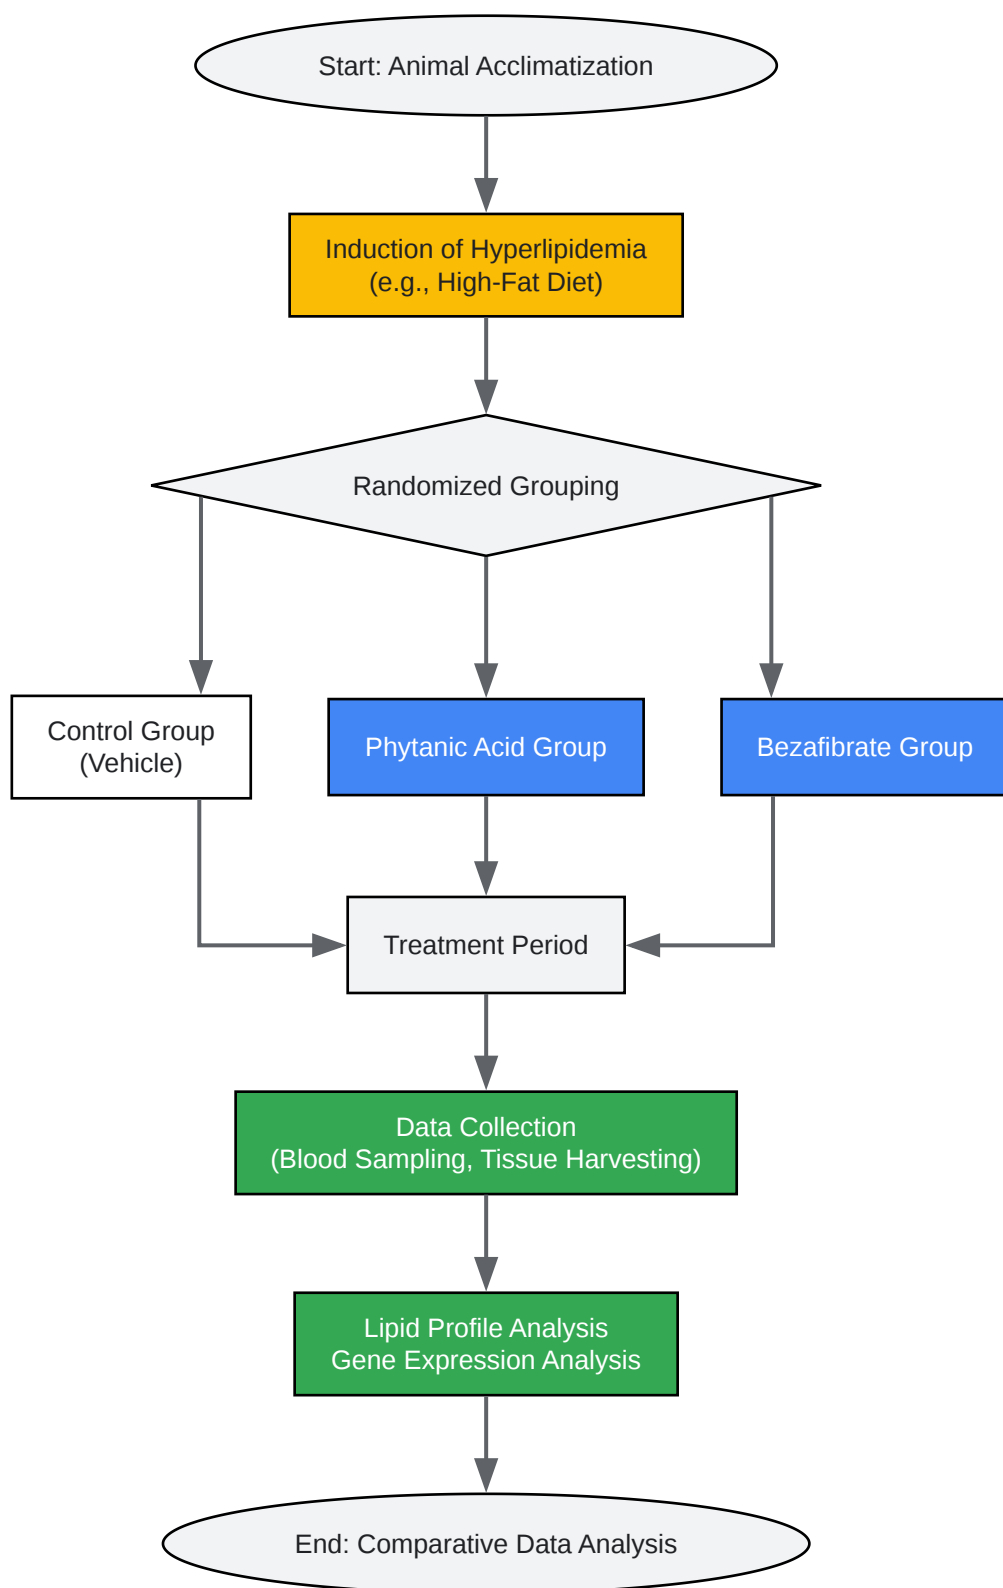 Start: Animal Acclimatization
Induction of Hyperlipidemia
(e.g., High-Fat Diet)
Randomized Grouping
Control Group
(Vehicle)
Phytanic Acid Group
Bezafibrate Group
Treatment Period
Data Collection
(Blood Sampling, Tissue Harvesting)
Lipid Profile Analysis
Gene Expression Analysis
End: Comparative Data Analysis